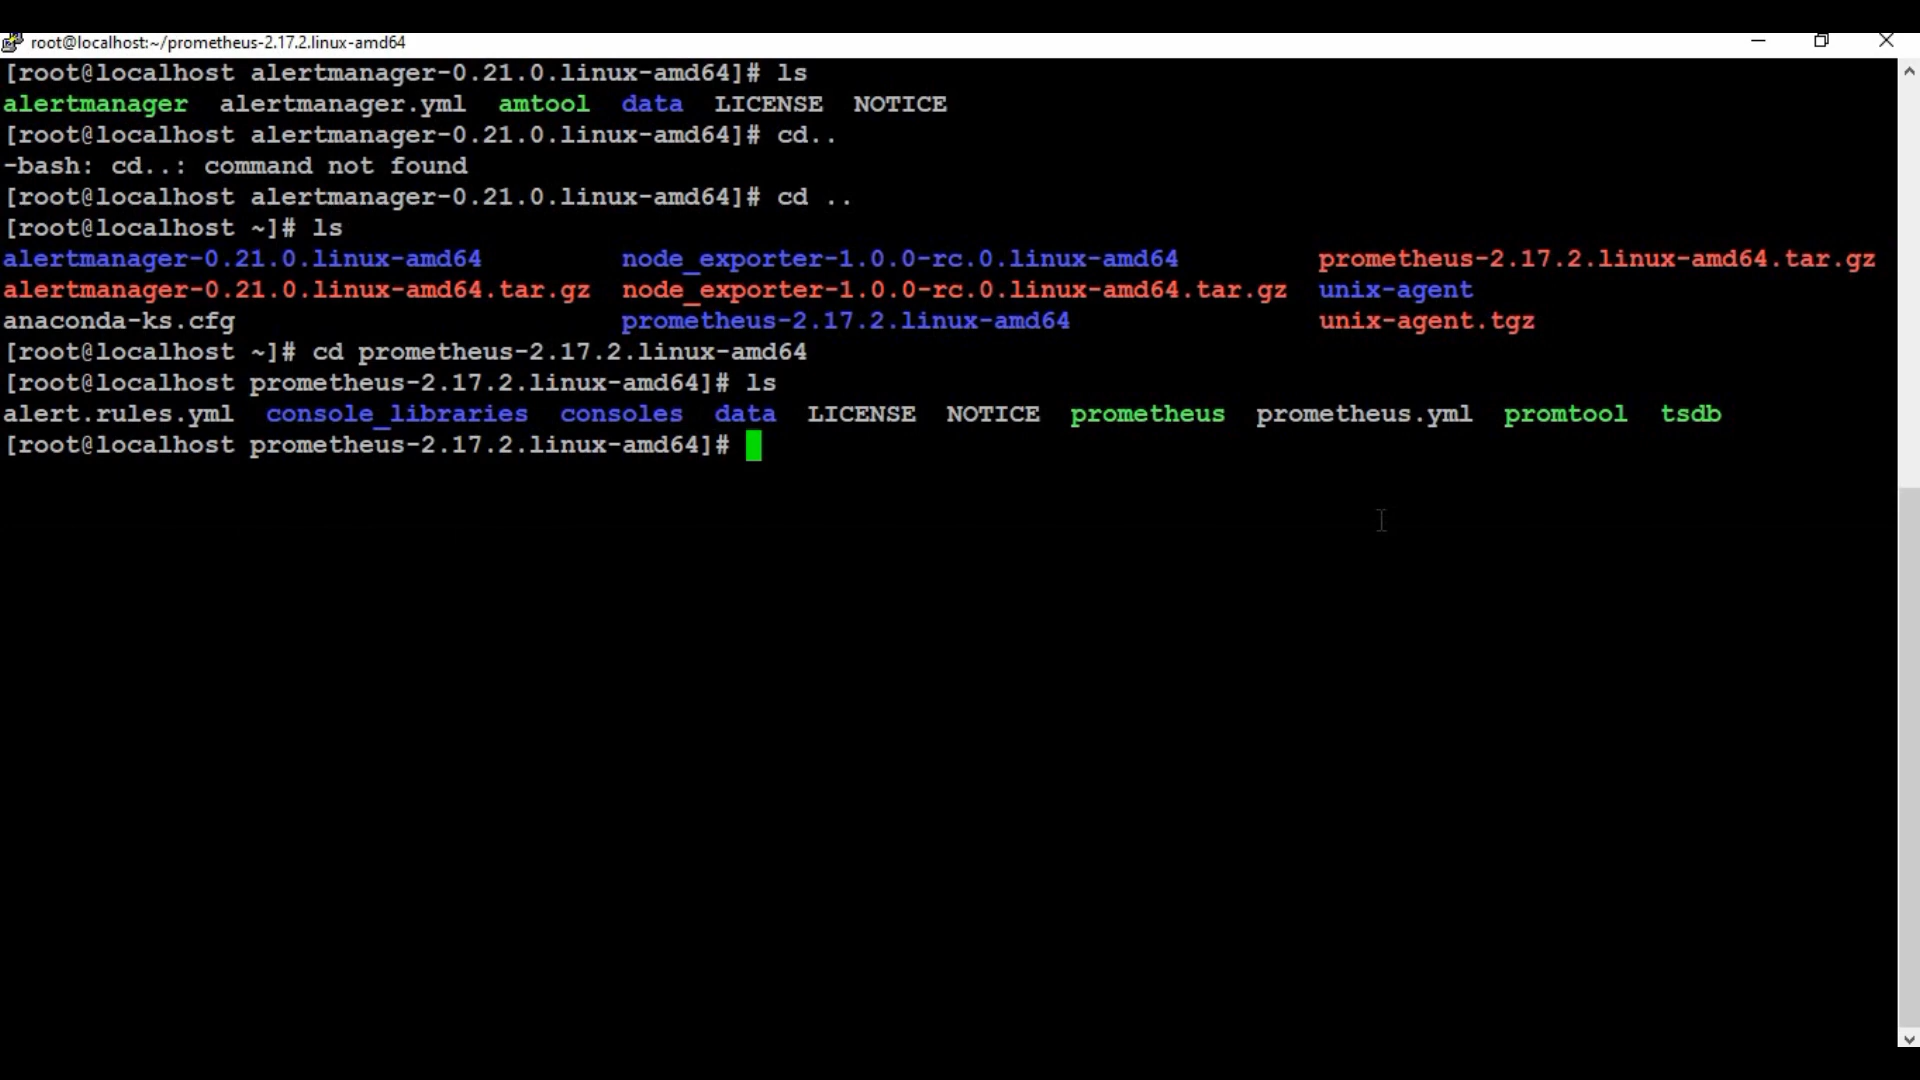 root@localhost:~/prometheus-2.17.2.linux-amd64
[root@localhost alertmanager-0.21.0.linux-amd64]# ls
alertmanager  alertmanager.yml  amtool  data  LICENSE  NOTICE
[root@localhost alertmanager-0.21.0.linux-amd64]# cd..
-bash: cd..: command not found
[root@localhost alertmanager-0.21.0.linux-amd64]# cd ..
[root@localhost ~]# ls
alertmanager-0.21.0.linux-amd64         node_exporter-1.0.0-rc.0.linux-amd64         prometheus-2.17.2.linux-amd64.tar.gz
alertmanager-0.21.0.linux-amd64.tar.gz  node_exporter-1.0.0-rc.0.linux-amd64.tar.gz  unix-agent
anaconda-ks.cfg                         prometheus-2.17.2.linux-amd64                unix-agent.tgz
[root@localhost ~]# cd prometheus-2.17.2.linux-amd64
[root@localhost prometheus-2.17.2.linux-amd64]# ls
alert.rules.yml  console_libraries  consoles  data  LICENSE  NOTICE  prometheus  prometheus.yml  promtool  tsdb
[root@localhost prometheus-2.17.2.linux-amd64]#